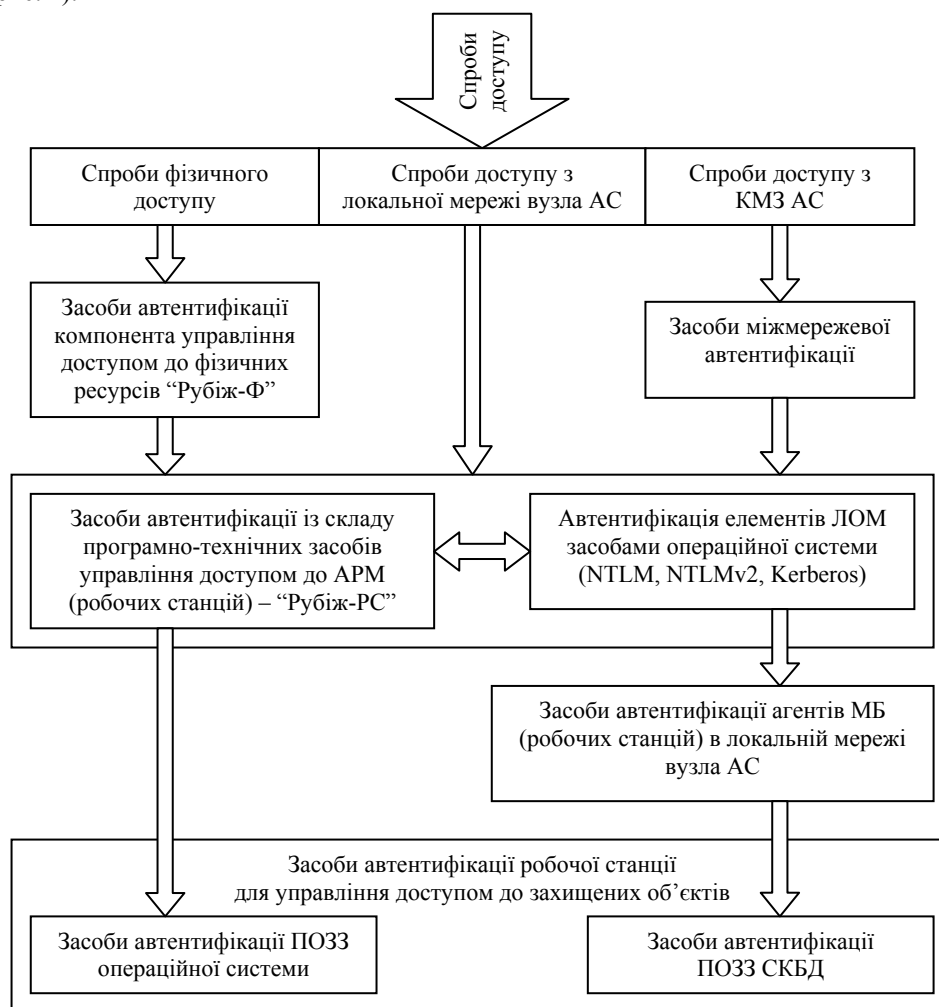 Спроби
доступу
Спроби фізичного
доступу
Спроби доступу з
локальної мережі вузла АС
Спроби доступу з
КМЗ АС
Засоби автентифікації
компонента управління
доступом до фізичних
ресурсів “Рубіж-Ф”
Засоби міжмережевої
автентифікації
Засоби автентифікації із складу
програмно-технічних засобів
управління доступом до АРМ
(робочих станцій) – “Рубіж-РС”
Автентифікація елементів ЛОМ
засобами операційної системи
(NTLM, NTLMv2, Kerberos)
Засоби автентифікації агентів МБ
(робочих станцій) в локальній мережі
вузла АС
Засоби автентифікації робочої станції
для управління доступом до захищених об’єктів
Засоби автентифікації ПОЗЗ
операційної системи
Засоби автентифікації
ПОЗЗ СКБД